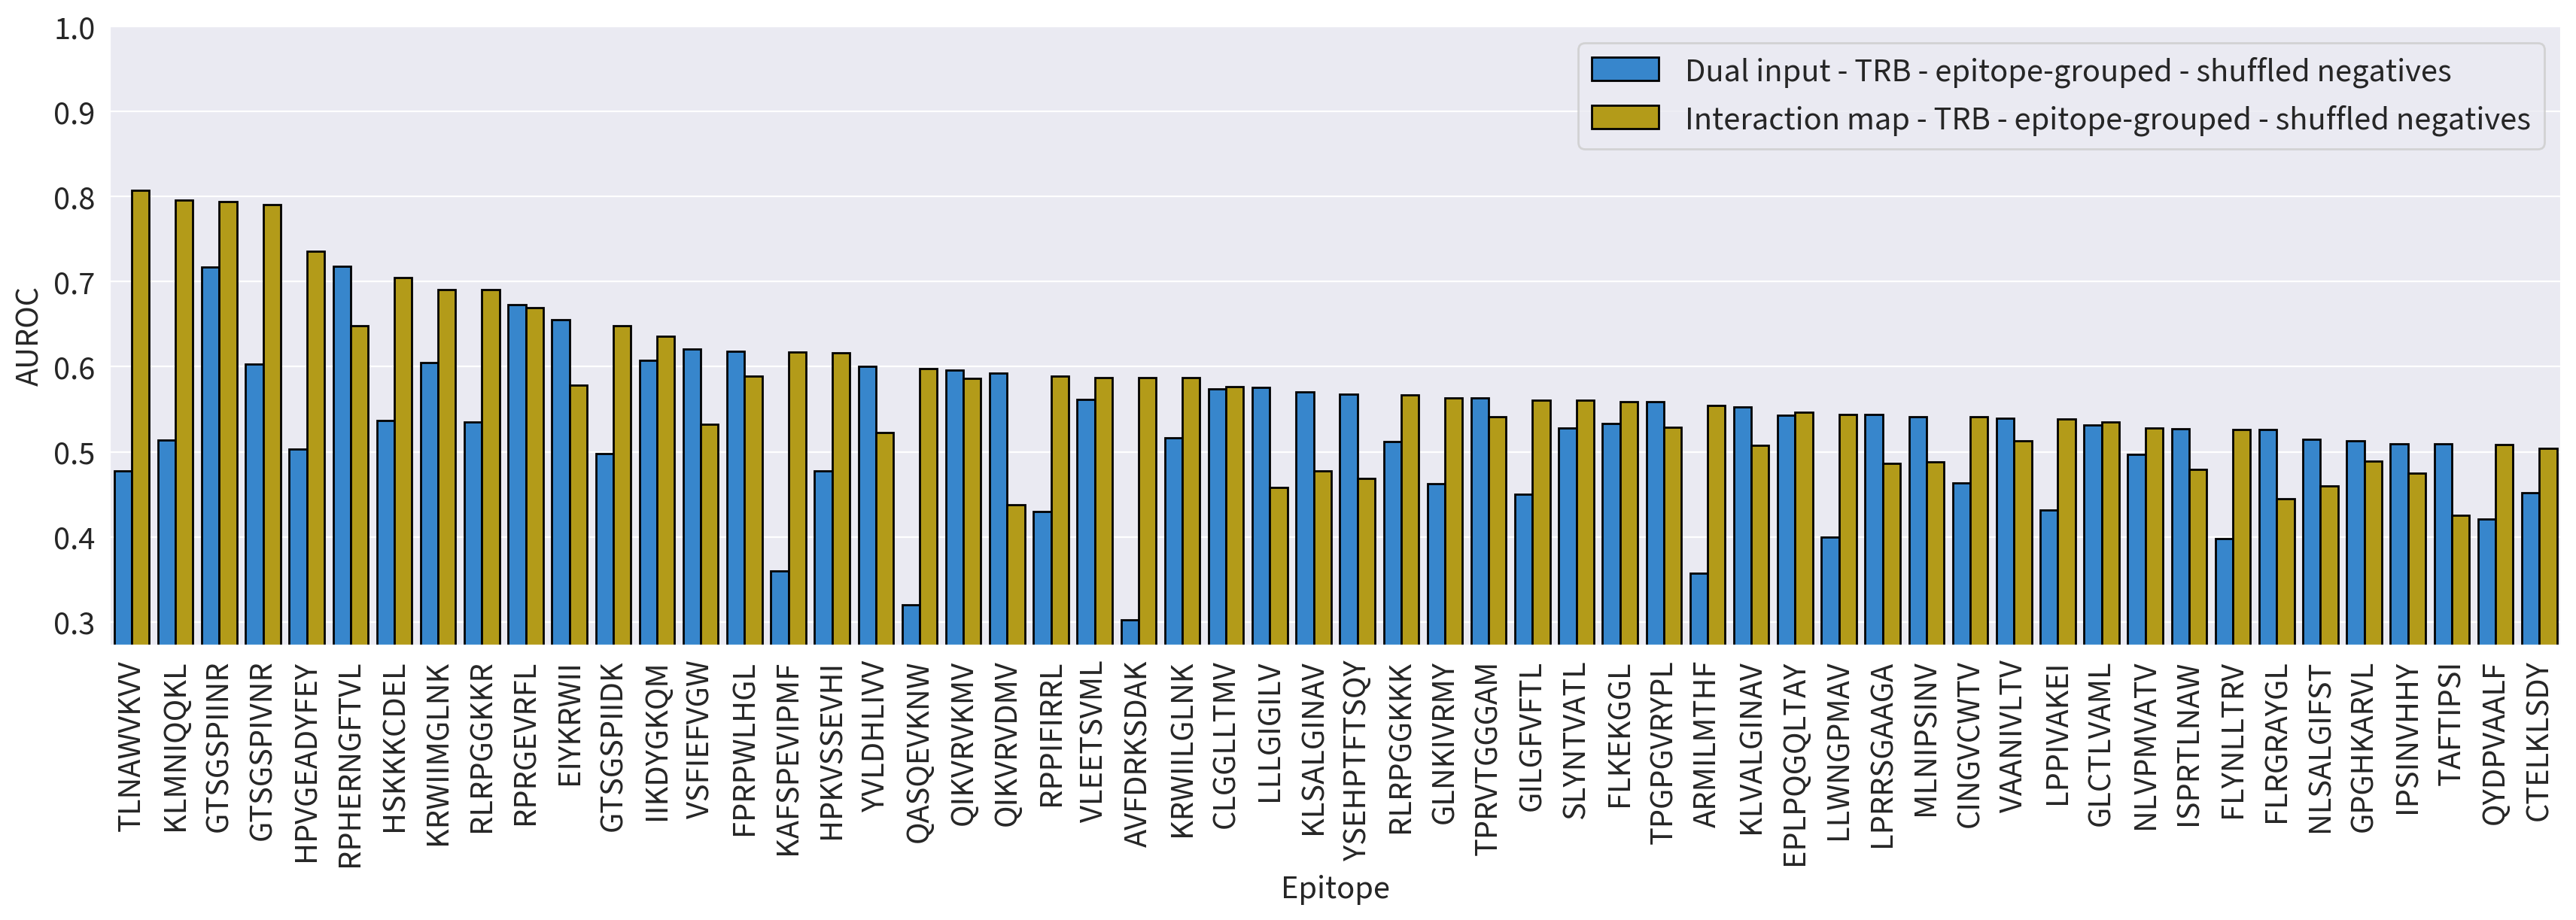 1.0
0.9
0.8
0.7
0.6
0.5
0.4
0.3
AUROC
Dual input - TRB - epitope-grouped - shuffled negatives
Interaction map - TRB - epitope-grouped - shuffled negatives
TLNAWVKVV
KLMNIQQKL
GTSGSPIINR
GTSGSPIVNR
HPVGEADYFEY
RPHERNGFTVL
HSKKKCDEL
KRWIIMGLNK
RLRPGGKKR
RPRGEVRFL
EIYKRWII
GTSGSPIIDK
IIKDYGKQM
VSFIEFVGW
FPRPWLHGL
KAFSPEVIPMF
HPKVSSEVHI
YVLDHLIVV
QASQEVKNW
QIKVRVKMV
QIKVRVDMV
RPPIFIRRL
VLEETSVML
AVFDRKSDAK
KRWIILGLNK
CLGGLLTMV
LLLGIGILV
KLSALGINAV
YSEHPTFTSQY
RLRPGGKKK
GLNKIVRMY
TPRVTGGGAM
GILGFVFTL
SLYNTVATL
FLKEKGGL
TPGPGVRYPL
ARMILMTHF
KLVALGINAV
EPLPQGQLTAY
LLWNGPMAV
LPRRSGAAGA
MLNIPSINV
CINGVCWTV
VAANIVLTV
LPPIVAKEI
GLCTLVAML
NLVPMVATV
ISPRTLNAW
FLYNLLTRV
FLRGRAYGL
NLSALGIFST
GPGHKARVL
IPSINVHHY
TAFTIPSI
QYDPVAALF
CTELKLSDY
Epitope